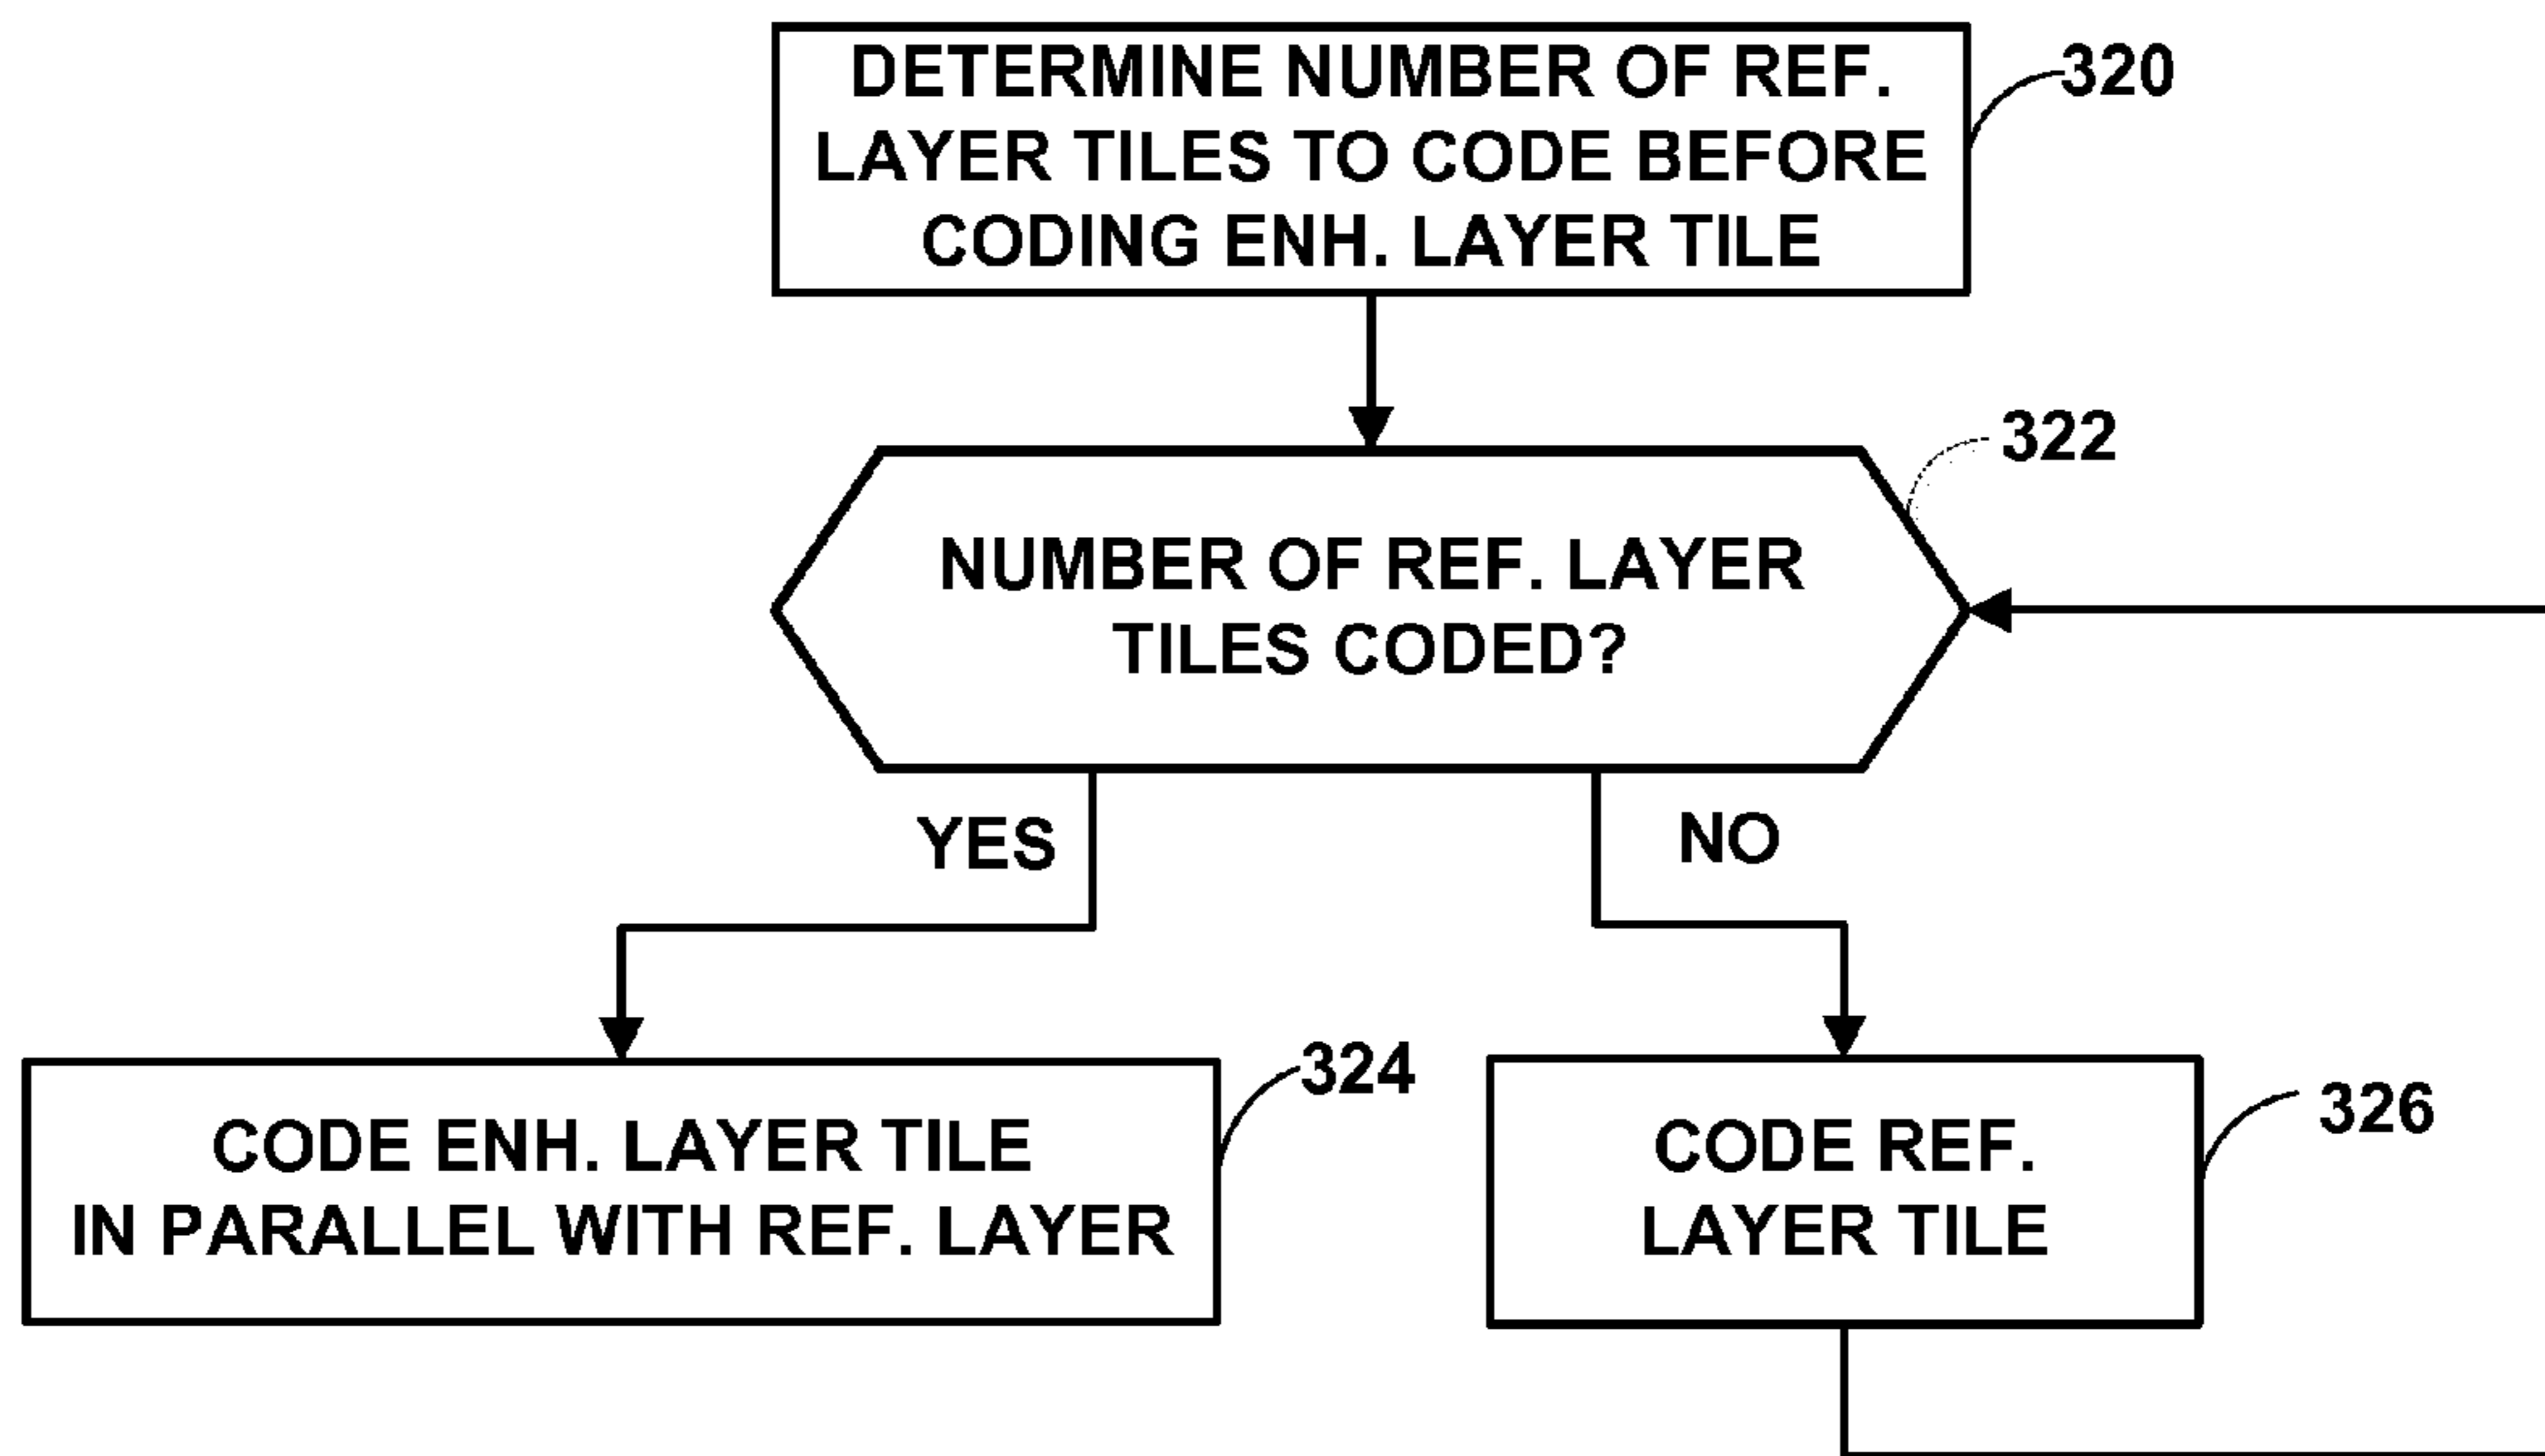 DETERMINE NUMBER OF REF.
LAYER TILES TO CODE BEFORE
CODING ENH. LAYER TILE
320
NUMBER OF REF. LAYER
TILES CODED?
322
YES
NO
CODE ENH. LAYER TILE
IN PARALLEL WITH REF. LAYER
324
CODE REF.
LAYER TILE
326